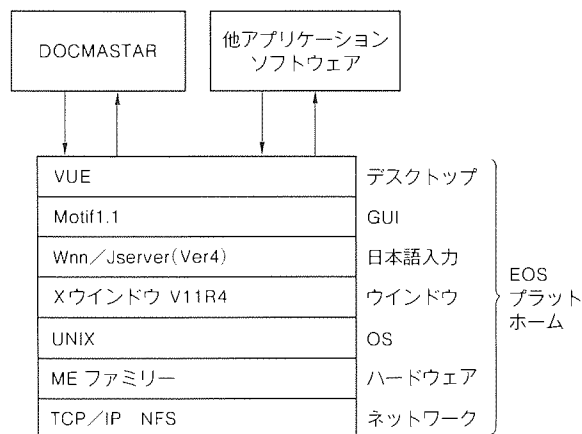 DOCMASTAR
他アプリケーション
ソフトウェア
VUE
デスクトップ
Motif1.1
GUI
Wnn／Jserver(Ver4)
日本語入力
Xウインドウ V11R4
ウインドウ
UNIX
OS
ME ファミリー
ハードウェア
TCP／IP NFS
ネットワーク
EOS
プラット
ホーム